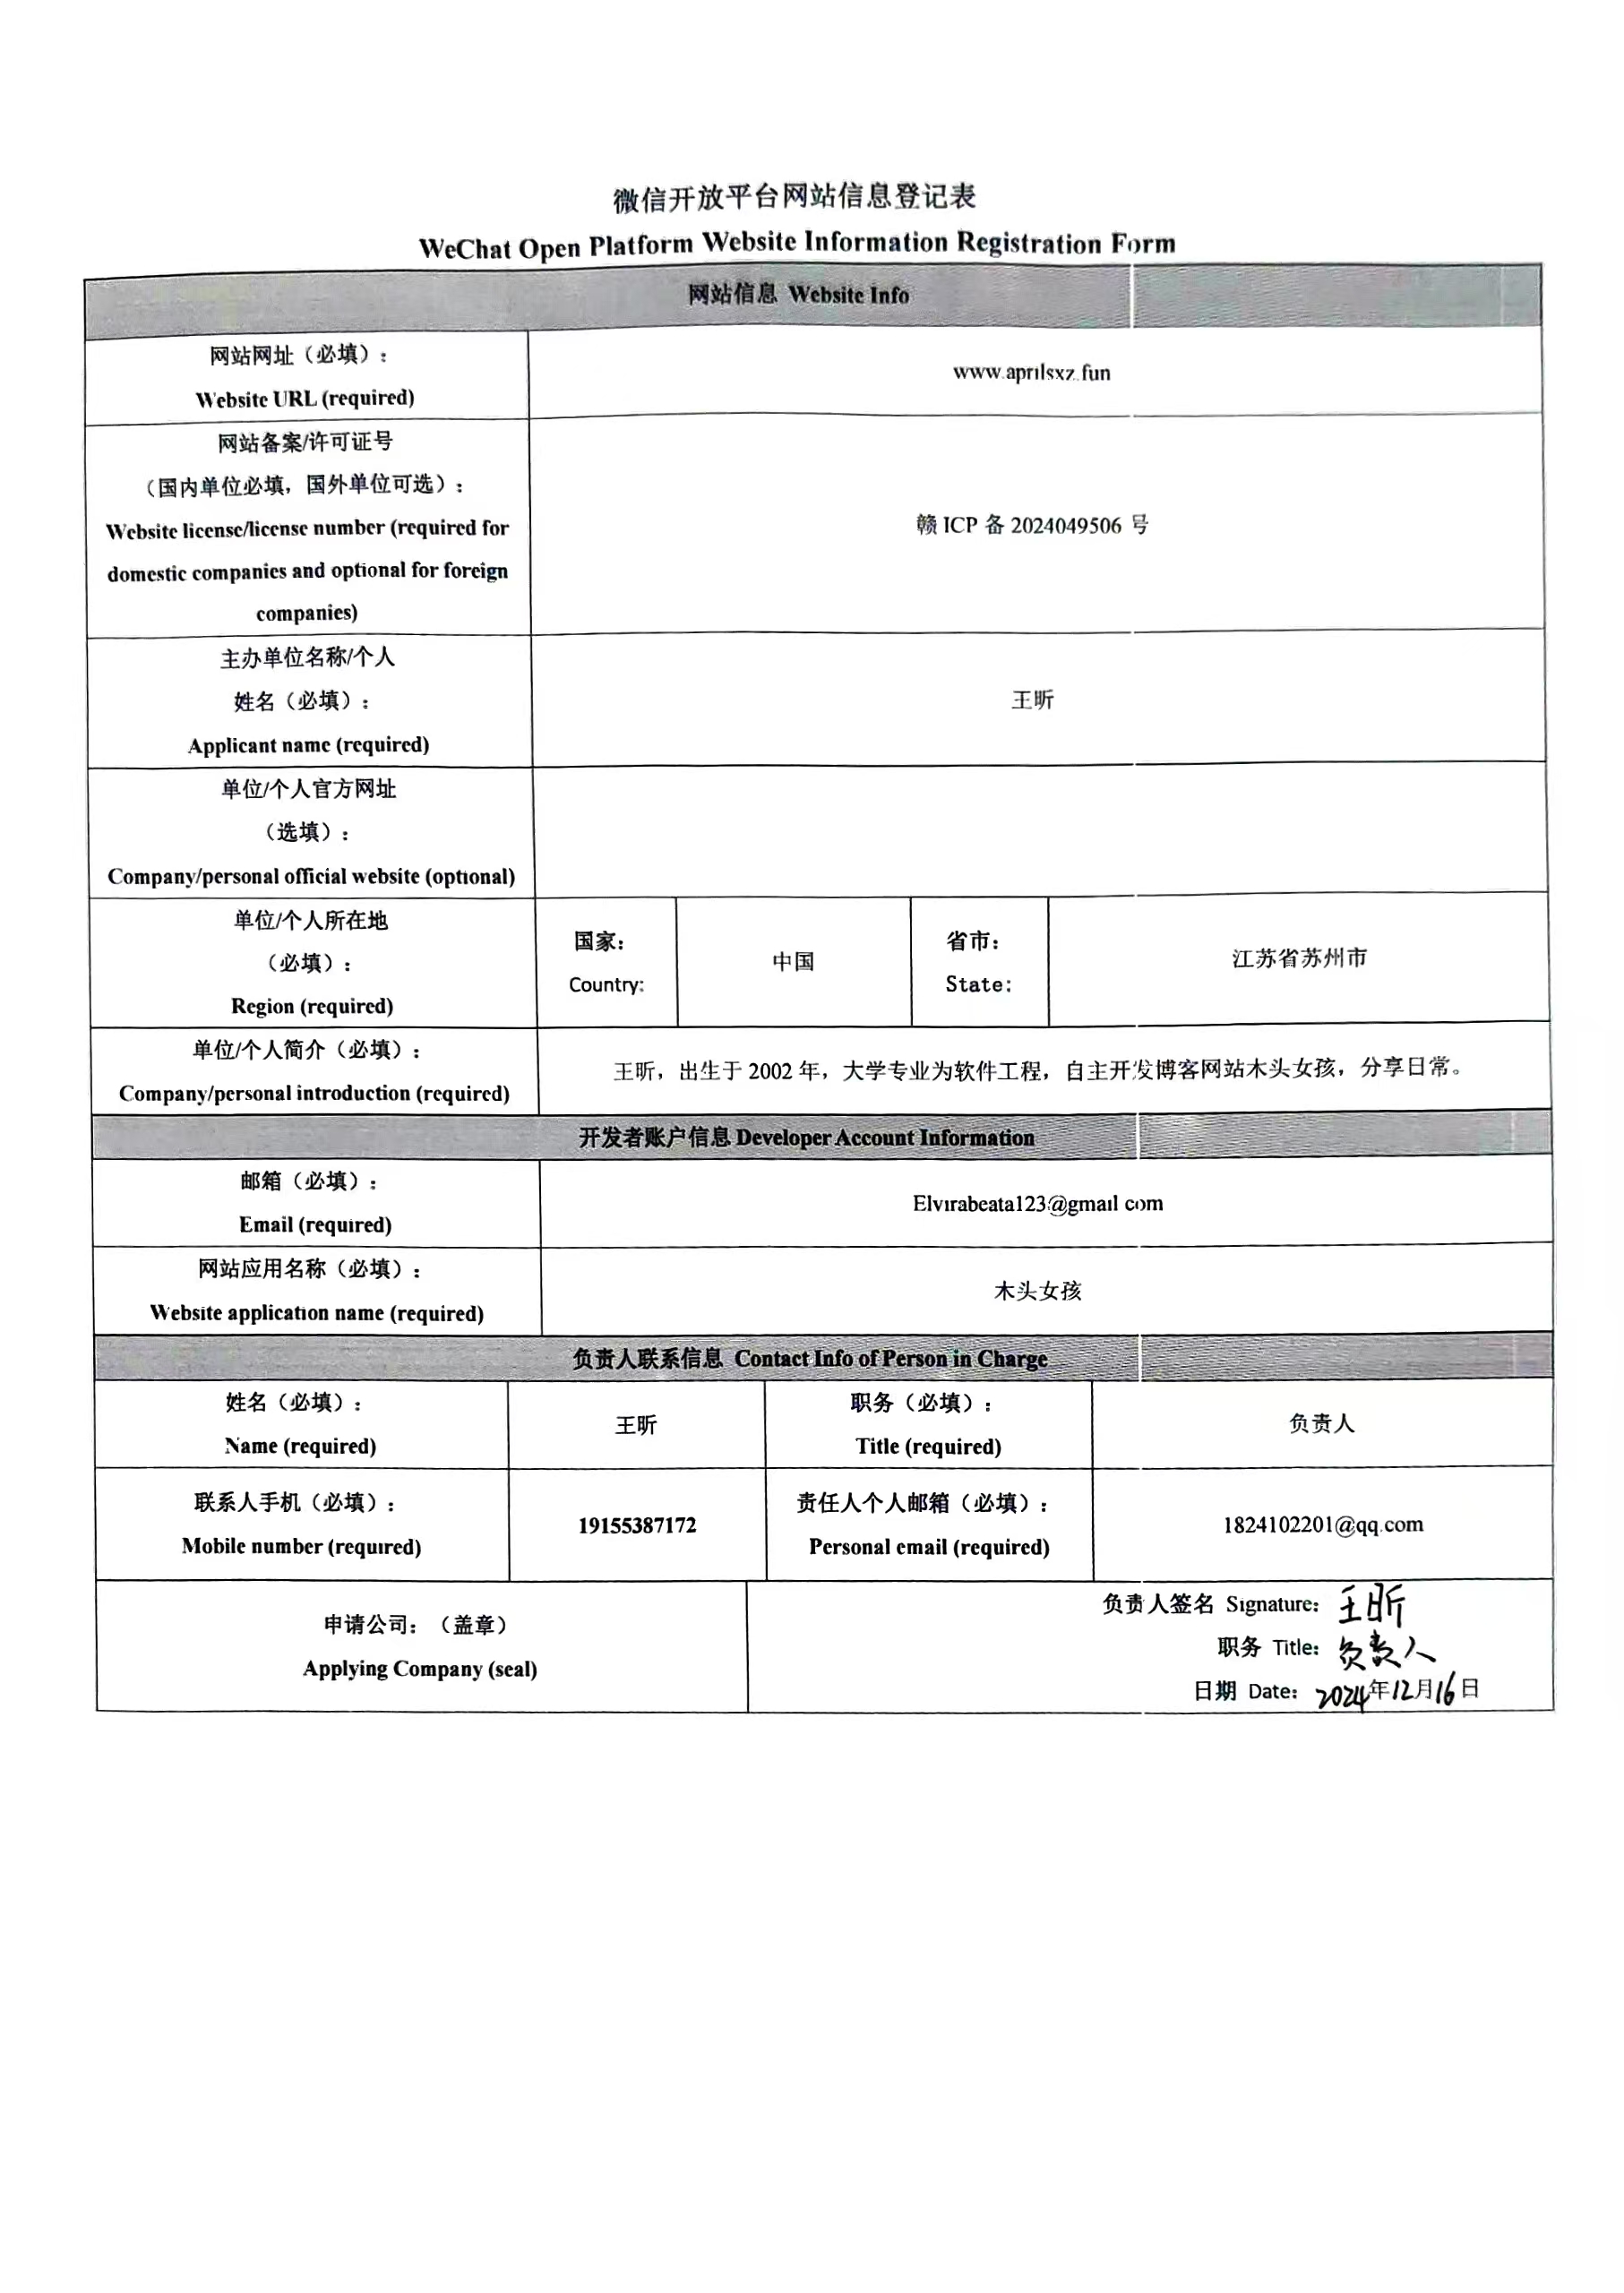 微信开放平台网站信息登记表
WeChat Open Platform Website Information Registration Form
网站信息 Website Info
网站网址（必填）：
Website URL (required)
www.aprilsxz.fun
网站备案/许可证号
（国内单位必填，国外单位可选）：
Website license/license number (required for
domestic companies and optional for foreign
companies)
赣 ICP 备 2024049506 号
主办单位名称/个人
姓名（必填）：
Applicant name (required)
王昕
单位/个人官方网址
（选填）：
Company/personal official website (optional)
单位/个人所在地
（必填）：
Region (required)
国家：
Country:
中国
省市：
State:
江苏省苏州市
单位/个人简介（必填）：
Company/personal introduction (required)
王昕，出生于 2002 年，大学专业为软件工程，自主开发博客网站木头女孩，分享日常。
开发者账户信息 Developer Account Information
邮箱（必填）：
Email (required)
Elvirabeata123@gmail.com
网站应用名称（必填）：
Website application name (required)
木头女孩
负责人联系信息 Contact Info of Person in Charge
姓名（必填）：
Name (required)
王昕
职务（必填）：
Title (required)
负责人
联系人手机（必填）：
Mobile number (required)
19155387172
责任人个人邮箱（必填）：
Personal email (required)
1824102201@qq.com
申请公司：（盖章）
Applying Company (seal)
负责人签名 Signature: 王昕
职务 Title: 负责人
日期 Date: 2024年12月16日